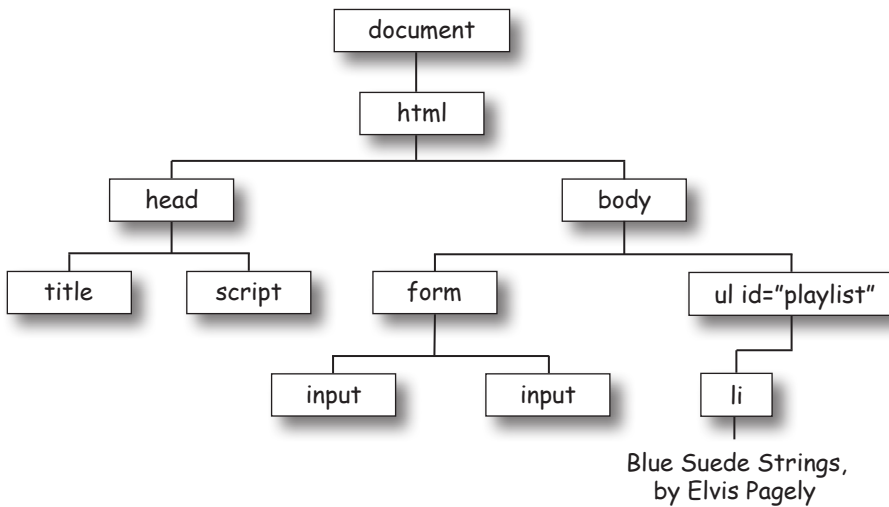 document
html
head
body
title
script
form
ul id=”playlist”
input
input
li
Blue Suede Strings,
by Elvis Pagely